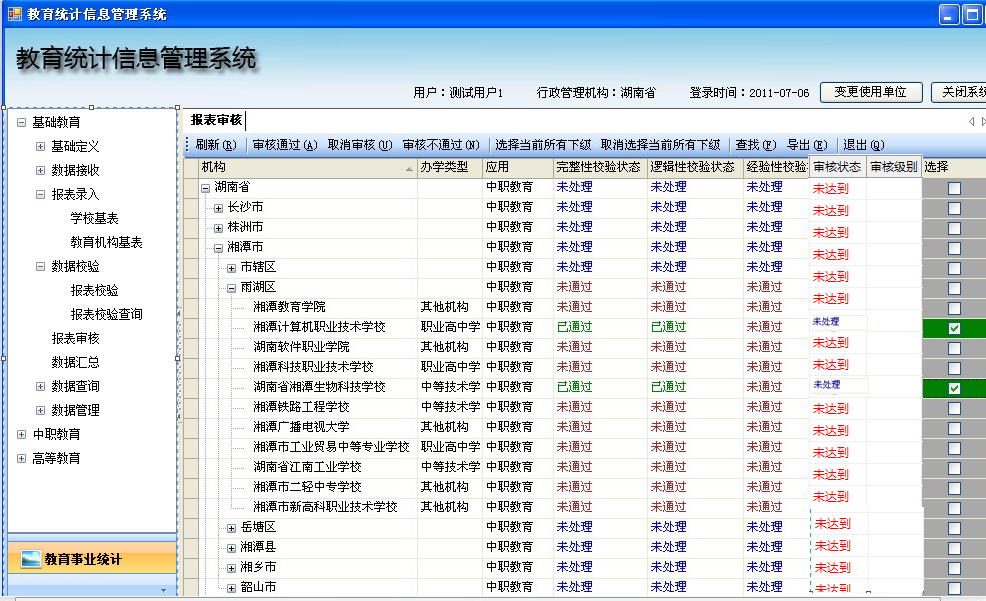 教育统计信息管理系统
教育统计信息管理系统
用户：测试用户1 行政管理机构：湖南省 登录时间：2011-07-06 变更使用单位 关闭系统
基础教育
基础定义
数据接收
报表录入
学校基表
教育机构基表
数据校验
报表校验
报表校验查询
报表审核
数据汇总
数据查询
数据管理
中职教育
高等教育
教育事业统计
报表审核
刷新(R) 审核通过(A) 取消审核(U) 审核不通过(N) 选择当前所有下级 取消选择当前所有下级 查找(F) 导出(E) 退出(Q)
机构 办学类型 应用 完整性校验状态 逻辑性校验状态 经验性校验 审核状态 审核级别 选择
湖南省 中职教育 未处理 未处理 未处理 未达到
长沙市 中职教育 未处理 未处理 未处理 未达到
株洲市 中职教育 未处理 未处理 未处理 未达到
湘潭市 中职教育 未处理 未处理 未处理 未达到
市辖区 中职教育 未处理 未处理 未处理 未达到
雨湖区 中职教育 未通过 未通过 未通过 未达到
湘潭教育学院 其他机构 中职教育 未通过 未通过 未通过
湘潭计算机职业技术学校 职业高中学 中职教育 已通过 已通过 未通过 未处理
湖南软件职业学院 其他机构 中职教育 未通过 未通过 未通过 未达到
湘潭科技职业技术学校 职业高中学 中职教育 未通过 未通过 未通过 未达到
湖南省湘潭生物科技学校 中等技术学 中职教育 已通过 已通过 未通过 未处理
湘潭铁路工程学校 中等技术学 中职教育 未通过 未通过 未通过 未达到
湘潭广播电视大学 其他机构 中职教育 未通过 未通过 未通过 未达到
湘潭市工业贸易中等专业学校 职业高中学 中职教育 未通过 未通过 未通过 未达到
湖南省江南工业学校 中等技术学 中职教育 未通过 未通过 未通过 未达到
湘潭市二轻中专学校 其他机构 中职教育 未通过 未通过 未通过 未达到
湘潭市新高科职业技术学校 其他机构 中职教育 未通过 未通过 未通过
岳塘区 中职教育 未处理 未处理 未处理 未达到
湘潭县 中职教育 未处理 未处理 未处理 未达到
湘乡市 中职教育 未处理 未处理 未处理 未达到
韶山市 中职教育 未处理 未处理 未处理 未达到